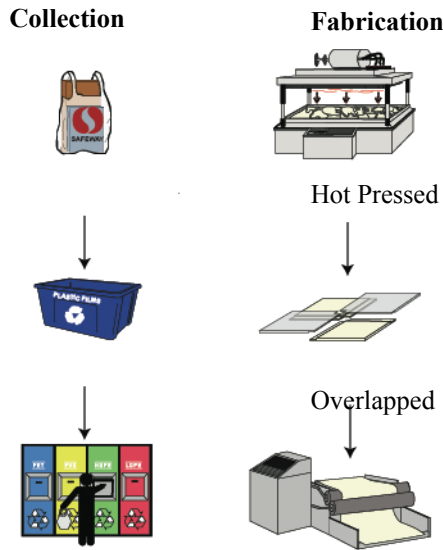 Collection
SAFEWAY
PLASTIC FILMS
PET
PVC
HDPE
LDPE
Fabrication
Hot Pressed
Overlapped